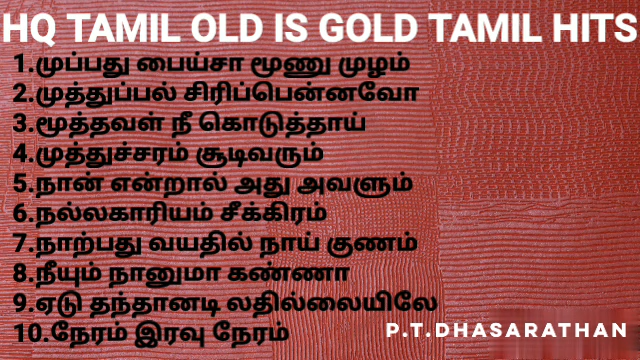 HQ TAMIL OLD IS GOLD TAMIL HITS
1.முப்பது பைய்சா மூணு முழம்
2.முத்துப்பல் சிரிப்பென்னவோ
3.மூத்தவள் நீ கொடுத்தாய்
4.முத்துச்சரம் சூடிவரும்
5.நான் என்றால் அது அவளும்
6.நல்லகாரியம் சீக்கிரம்
7.நாற்பது வயதில் நாய் குணம்
8.நீயும் நானுமா கண்ணா
9.ஏடு தந்தானடி லதில்லையிலே
10.நேரம் இரவு நேரம்
P.T.DHASARATHAN